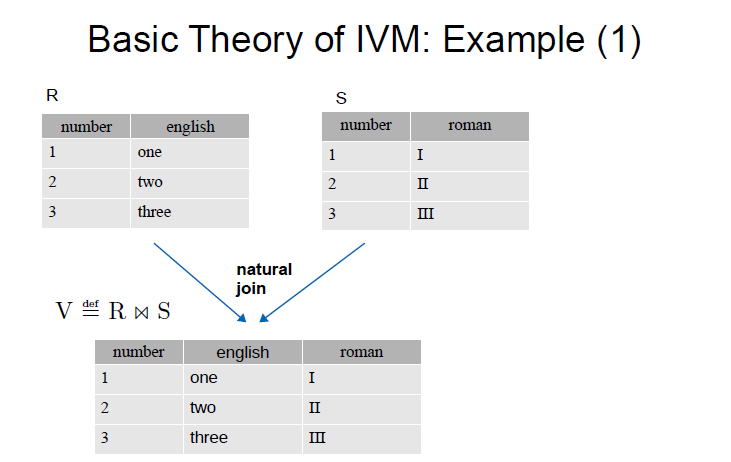 Basic Theory of IVM: Example (1)
R
number english
1 one
2 two
3 three
S
number roman
1 I
2 II
3 III
natural
join
V ≝ R ⋈ S
number english roman
1 one I
2 two II
3 three III